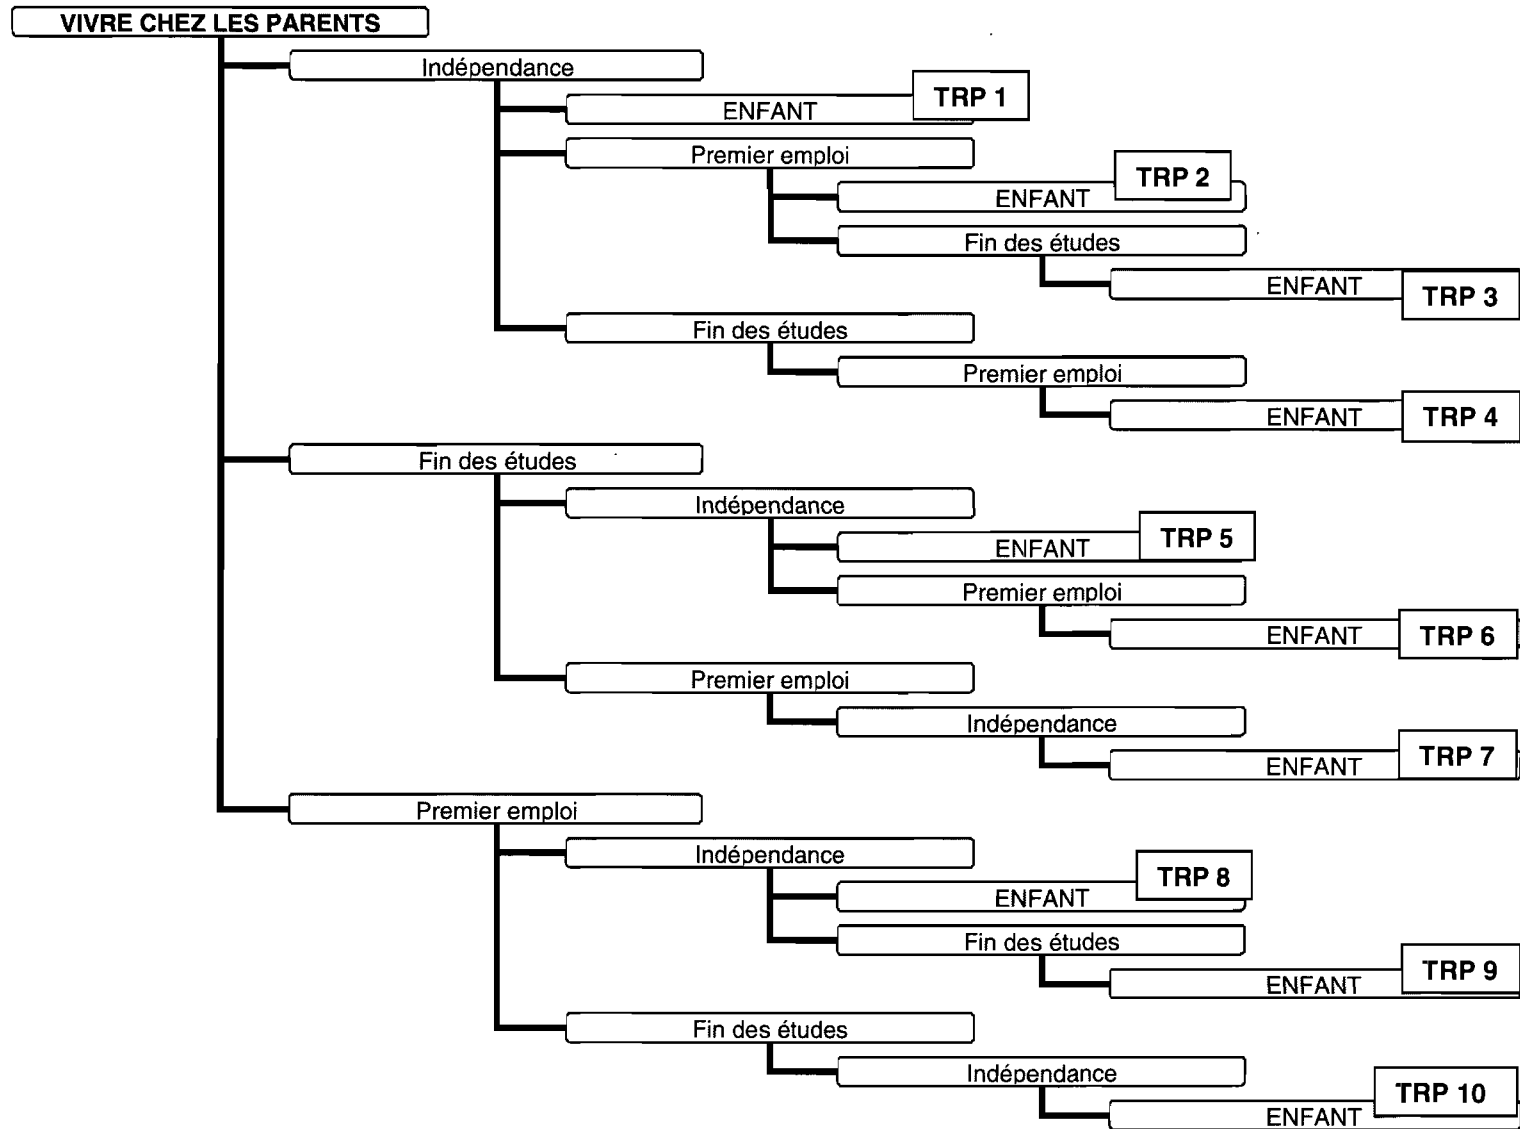 VIVRE CHEZ LES PARENTS
Indépendance
ENFANT
TRP 1
Premier emploi
ENFANT
TRP 2
Fin des études
ENFANT
TRP 3
Fin des études
Premier emploi
ENFANT
TRP 4
Fin des études
Indépendance
ENFANT
TRP 5
Premier emploi
ENFANT
TRP 6
Premier emploi
Indépendance
ENFANT
TRP 7
Premier emploi
Indépendance
ENFANT
TRP 8
Fin des études
ENFANT
TRP 9
Fin des études
Indépendance
ENFANT
TRP 10